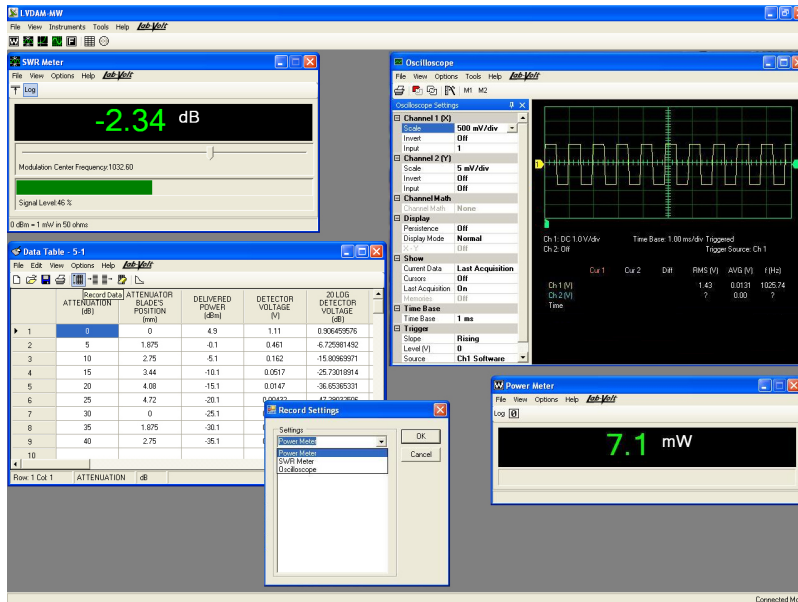 LVDAM-MW
File View Instruments Tools Help Lab-Volt
SWR Meter
File View Options Help Lab-Volt
Log
-2.34 dB
Modulation Center Frequency:1032.60
Signal Level:46 %
0 dBm = 1 mW in 50 ohms
Oscilloscope
File View Options Tools Help Lab-Volt
M1 M2
Oscilloscope Settings
Channel 1 (X)
Scale 500 mV/div
Invert Off
Input 1
Channel 2 (Y)
Scale 5 mV/div
Invert Off
Input Off
Channel Math
Channel Math None
Display
Persistence Off
Display Mode Normal
X-Y Off
Show
Current Data Last Acquisition
Cursors Off
Last Acquisition On
Memories Off
Time Base
Time Base 1 ms
Trigger
Slope Rising
Level (V) 0
Source Ch1 Software
Ch 1: DC 1.0 V/div Time Base: 1.00 ms/div Triggered
Ch 2: Off Trigger Source: Ch 1
Cur 1 Cur 2 Diff RMS (V) AVG (V) f (Hz)
Ch 1 (V) 1.43 0.0131 1025.74
Ch 2 (V) ? 0.00 ?
Time
Data Table - 5-1
File Edit View Options Help Lab-Volt
Record Data
ATTENUATION (dB) ATTENUATOR BLADE'S POSITION (mm) DELIVERED POWER (dBm) DETECTOR VOLTAGE (V) 20 LOG DETECTOR VOLTAGE (dB)
1 0 0 4.9 1.11 0.906459576
2 5 1.875 -0.1 0.461 -6.725981492
3 10 2.75 -5.1 0.162 -15.80969971
4 15 3.44 -10.1 0.0517 -25.73018914
5 20 4.08 -15.1 0.0147 -36.65365331
6 25 4.72 -20.1
7 30 0 -25.1
8 35 1.875 -30.1
9 40 2.75 -35.1
10
Row: 1 Col: 1 ATTENUATION dB
Record Settings
Settings
Power Meter
Power Meter
SWR Meter
Oscilloscope
OK
Cancel
Power Meter
File View Options Help Lab-Volt
Log 0
7.1 mW